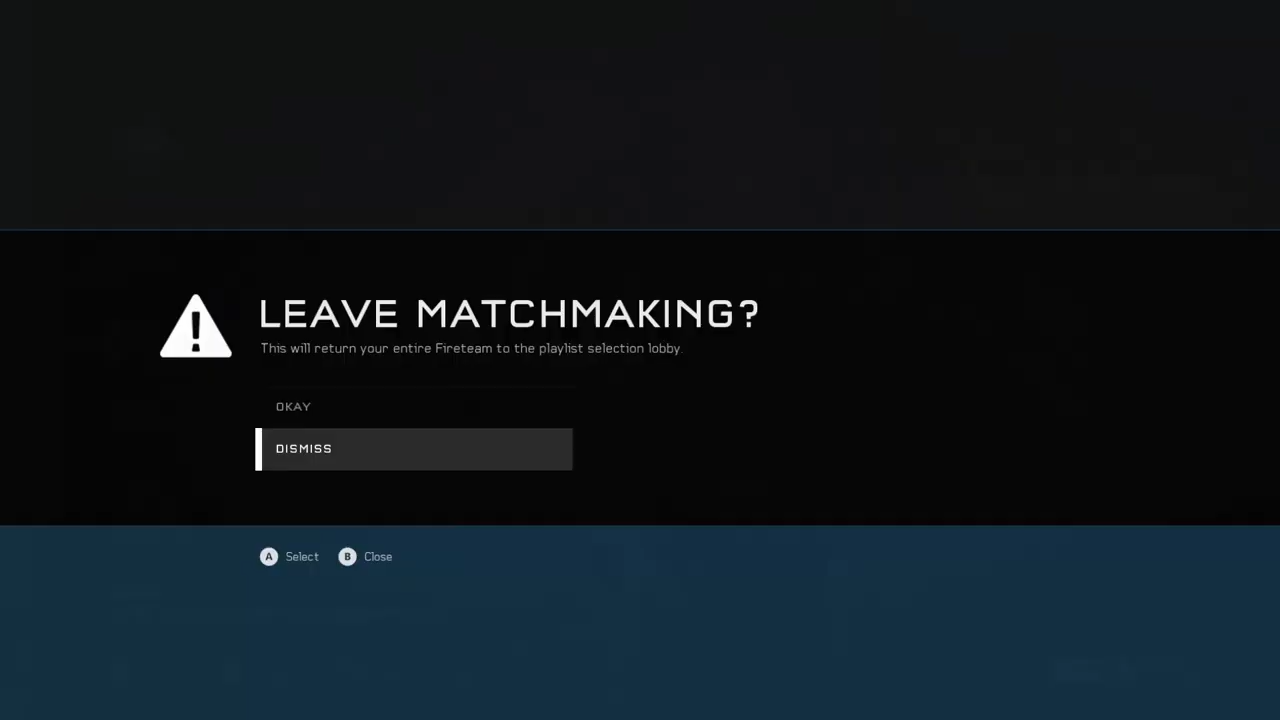 LEAVE MATCHMAKING?
This will return your entire Fireteam to the playlist selection lobby.
OKAY
DISMISS
A Select B Close